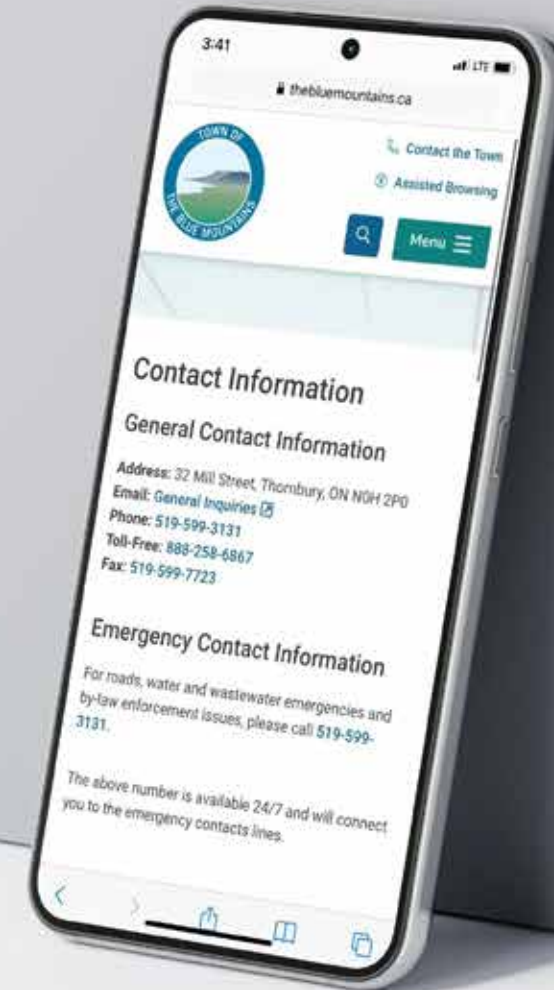 3:41
LTE
thebluemountains.ca
TOWN OF
THE BLUE MOUNTAINS
Contact the Town
Assisted Browsing
Menu
Contact Information
General Contact Information
Address: 32 Mill Street, Thornbury, ON N0H 2P0
Email: General Inquiries
Phone: 519-599-3131
Toll-Free: 888-258-6867
Fax: 519-599-7723
Emergency Contact Information
For roads, water and wastewater emergencies and
by-law enforcement issues, please call 519-599-
3131.
The above number is available 24/7 and will connect
you to the emergency contacts lines.